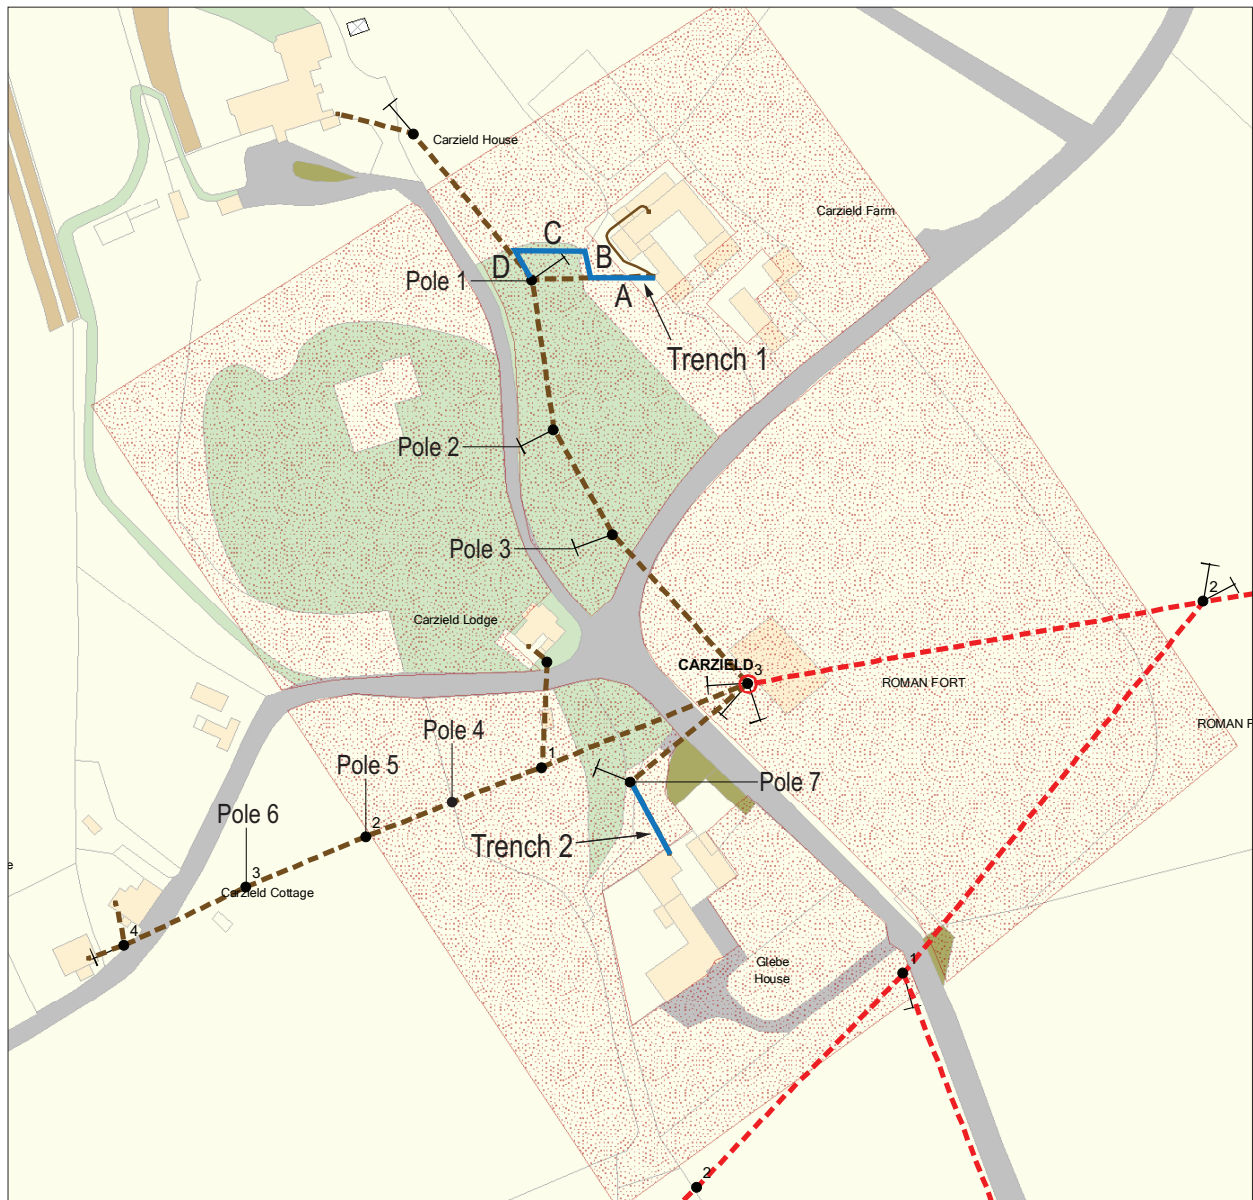 Carzield House
Carzield Farm
C
B
D
Pole 1
A
Trench 1
Pole 2
Pole 3
2
Carzield Lodge
CARZIELD
3
ROMAN FORT
ROMAN F
Pole 4
1
Pole 5
Pole 7
Pole 6
2
Trench 2
e
3
Carzield Cottage
4
1
Glebe
House
2